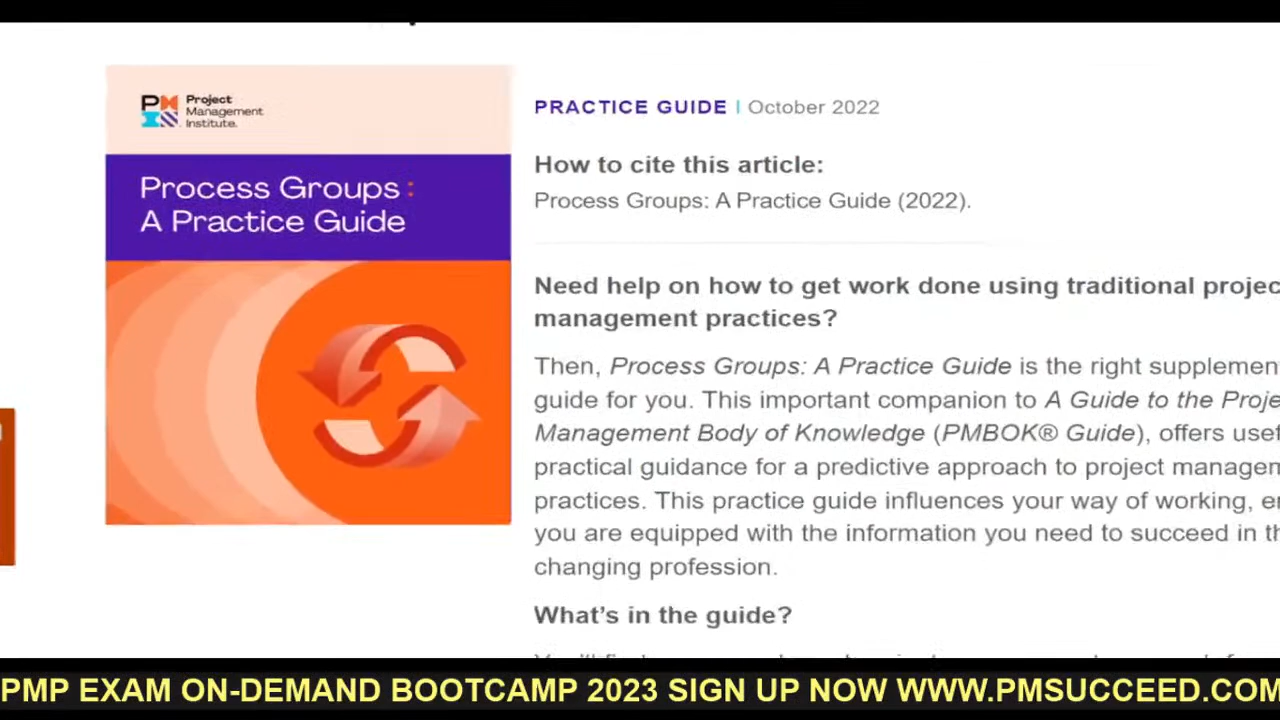 Project
Management
Institute.
Process Groups :
A Practice Guide
PRACTICE GUIDE | October 2022
How to cite this article:
Process Groups: A Practice Guide (2022).
Need help on how to get work done using traditional projec
management practices?
Then, Process Groups: A Practice Guide is the right supplemen
guide for you. This important companion to A Guide to the Proje
Management Body of Knowledge (PMBOK® Guide), offers usef
practical guidance for a predictive approach to project managem
practices. This practice guide influences your way of working, e
you are equipped with the information you need to succeed in th
changing profession.
What’s in the guide?
PMP EXAM ON-DEMAND BOOTCAMP 2023 SIGN UP NOW WWW.PMSUCCEED.COM